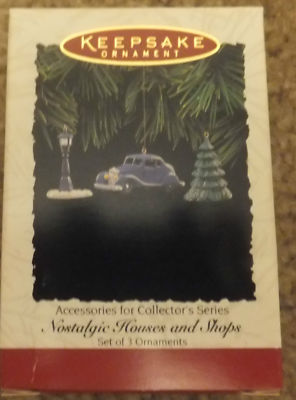 KEEPSAKE
ORNAMENT
Accessories for Collector's Series
Nostalgic Houses and Shops
Set of 3 Ornaments